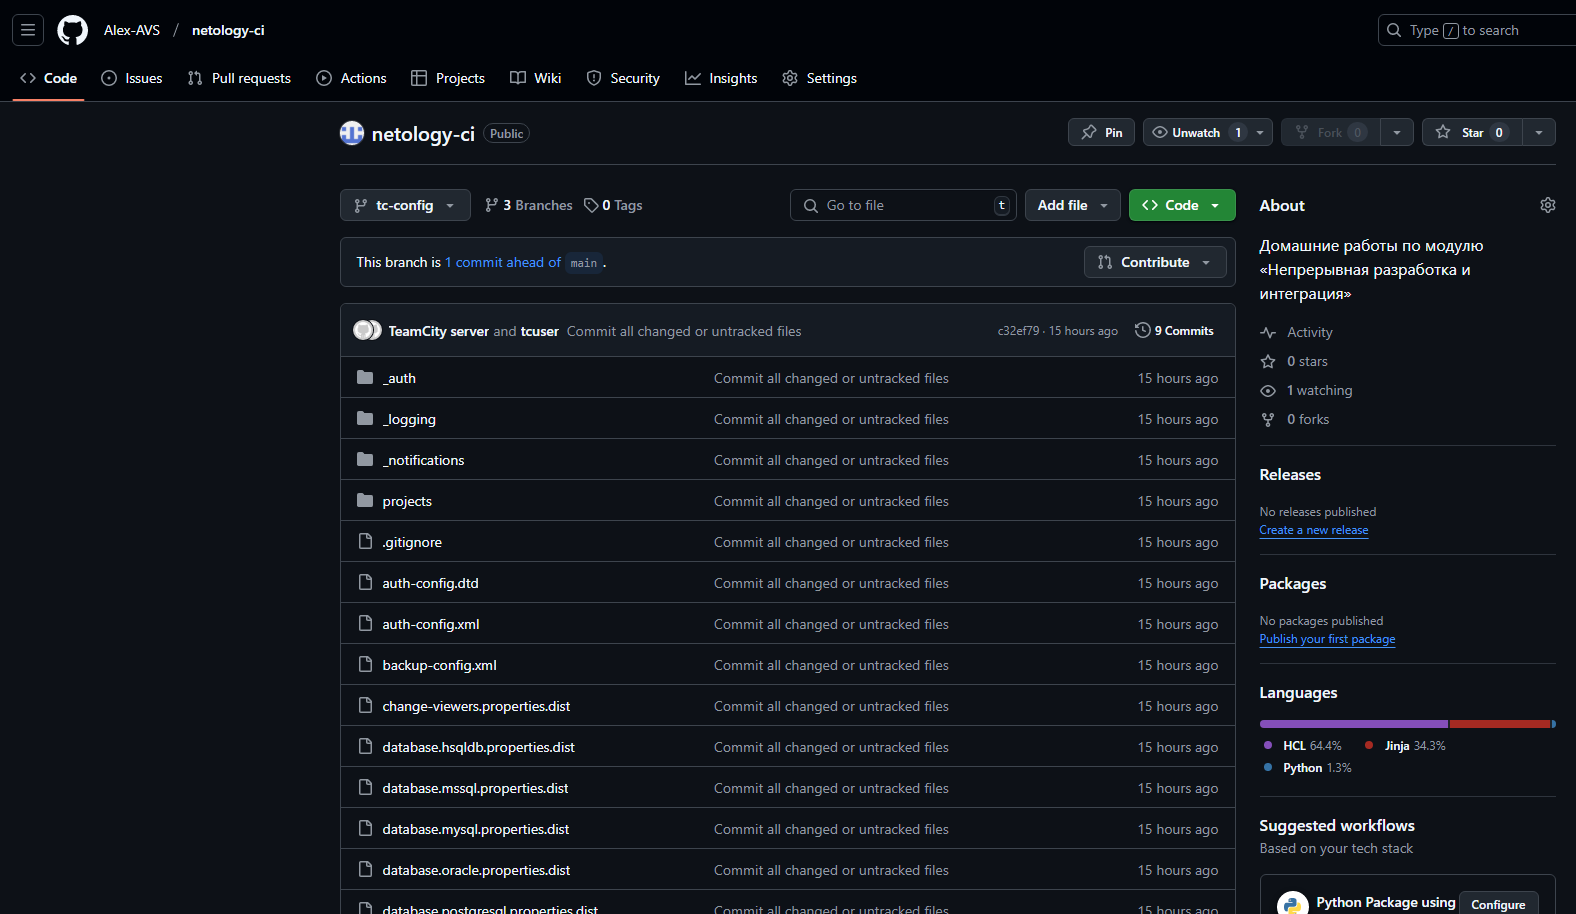 Alex-AVS / netology-ci
Type / to search
Code Issues Pull requests Actions Projects Wiki Security Insights Settings
netology-ci Public
Pin Unwatch 1 Fork 0 Star 0
tc-config 3 Branches 0 Tags Go to file t Add file Code
This branch is 1 commit ahead of main .
Contribute
TeamCity server and tcuser Commit all changed or untracked files c32ef79 · 15 hours ago 9 Commits
_auth Commit all changed or untracked files 15 hours ago
_logging Commit all changed or untracked files 15 hours ago
_notifications Commit all changed or untracked files 15 hours ago
projects Commit all changed or untracked files 15 hours ago
.gitignore Commit all changed or untracked files 15 hours ago
auth-config.dtd Commit all changed or untracked files 15 hours ago
auth-config.xml Commit all changed or untracked files 15 hours ago
backup-config.xml Commit all changed or untracked files 15 hours ago
change-viewers.properties.dist Commit all changed or untracked files 15 hours ago
database.hsqldb.properties.dist Commit all changed or untracked files 15 hours ago
database.mssql.properties.dist Commit all changed or untracked files 15 hours ago
database.mysql.properties.dist Commit all changed or untracked files 15 hours ago
database.oracle.properties.dist Commit all changed or untracked files 15 hours ago
database.postgresql.properties.dist Commit all changed or untracked files 15 hours ago
About
Домашние работы по модулю
«Непрерывная разработка и
интеграция»
Activity
0 stars
1 watching
0 forks
Releases
No releases published
Create a new release
Packages
No packages published
Publish your first package
Languages
HCL 64.4% Jinja 34.3%
Python 1.3%
Suggested workflows
Based on your tech stack
Python Package using Configure